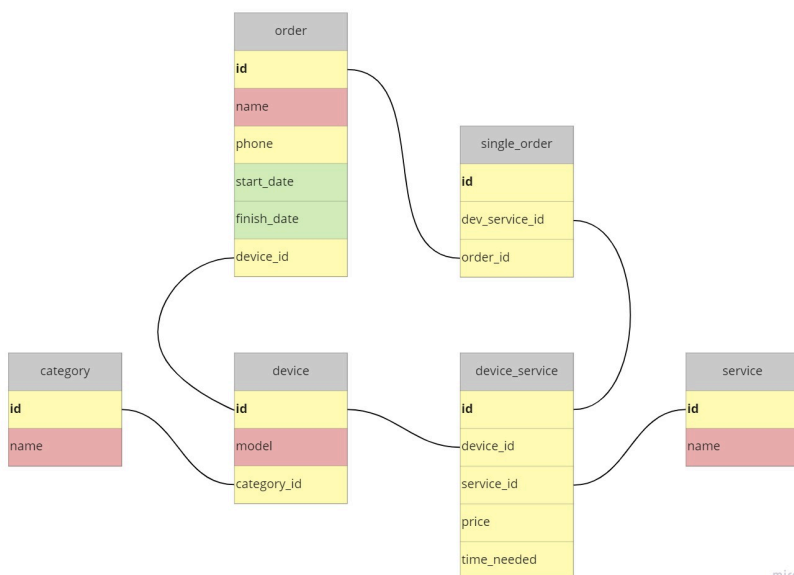 order
id
name
phone
start_date
finish_date
device_id
single_order
id
dev_service_id
order_id
category
id
name
device
id
model
category_id
device_service
id
device_id
service_id
price
time_needed
service
id
name